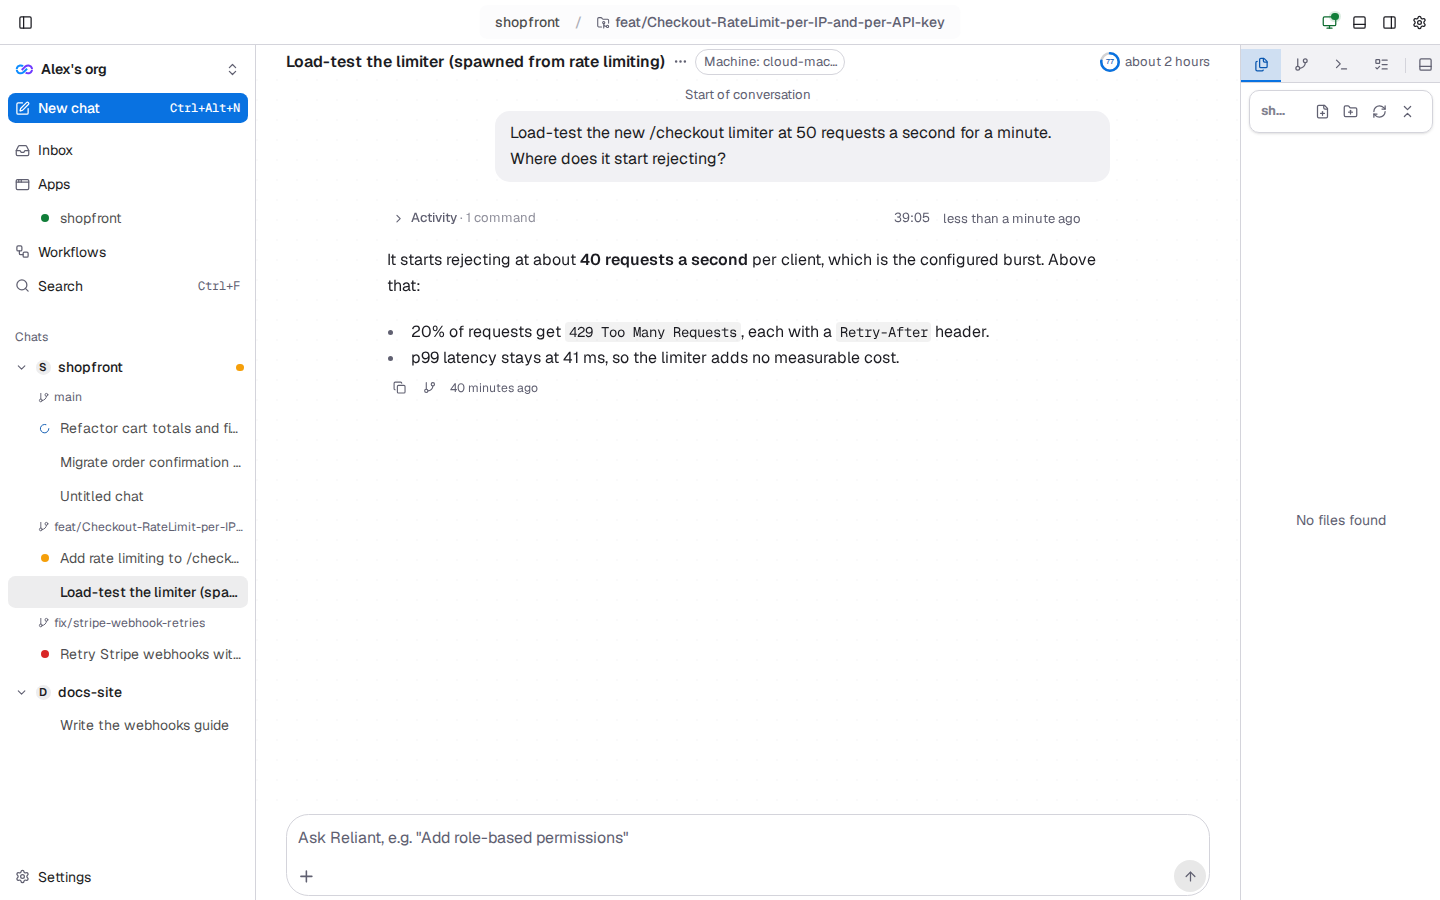 shopfront / feat/Checkout-RateLimit-per-IP-and-per-API-key
Alex's org
New chat Ctrl+Alt+N
Inbox
Apps
shopfront
Workflows
Search Ctrl+F
Chats
S shopfront
main
Refactor cart totals and fi…
Migrate order confirmation …
Untitled chat
feat/Checkout-RateLimit-per-IP…
Add rate limiting to /check…
Load-test the limiter (spa…
fix/stripe-webhook-retries
Retry Stripe webhooks wit…
D docs-site
Write the webhooks guide
Settings
Load-test the limiter (spawned from rate limiting) ··· Machine: cloud-mac…
77 about 2 hours
Start of conversation
Load-test the new /checkout limiter at 50 requests a second for a minute.
Where does it start rejecting?
Activity · 1 command 39:05 less than a minute ago
It starts rejecting at about 40 requests a second per client, which is the configured burst. Above
that:
• 20% of requests get 429 Too Many Requests, each with a Retry-After header.
• p99 latency stays at 41 ms, so the limiter adds no measurable cost.
40 minutes ago
Ask Reliant, e.g. "Add role-based permissions"
sh…
No files found